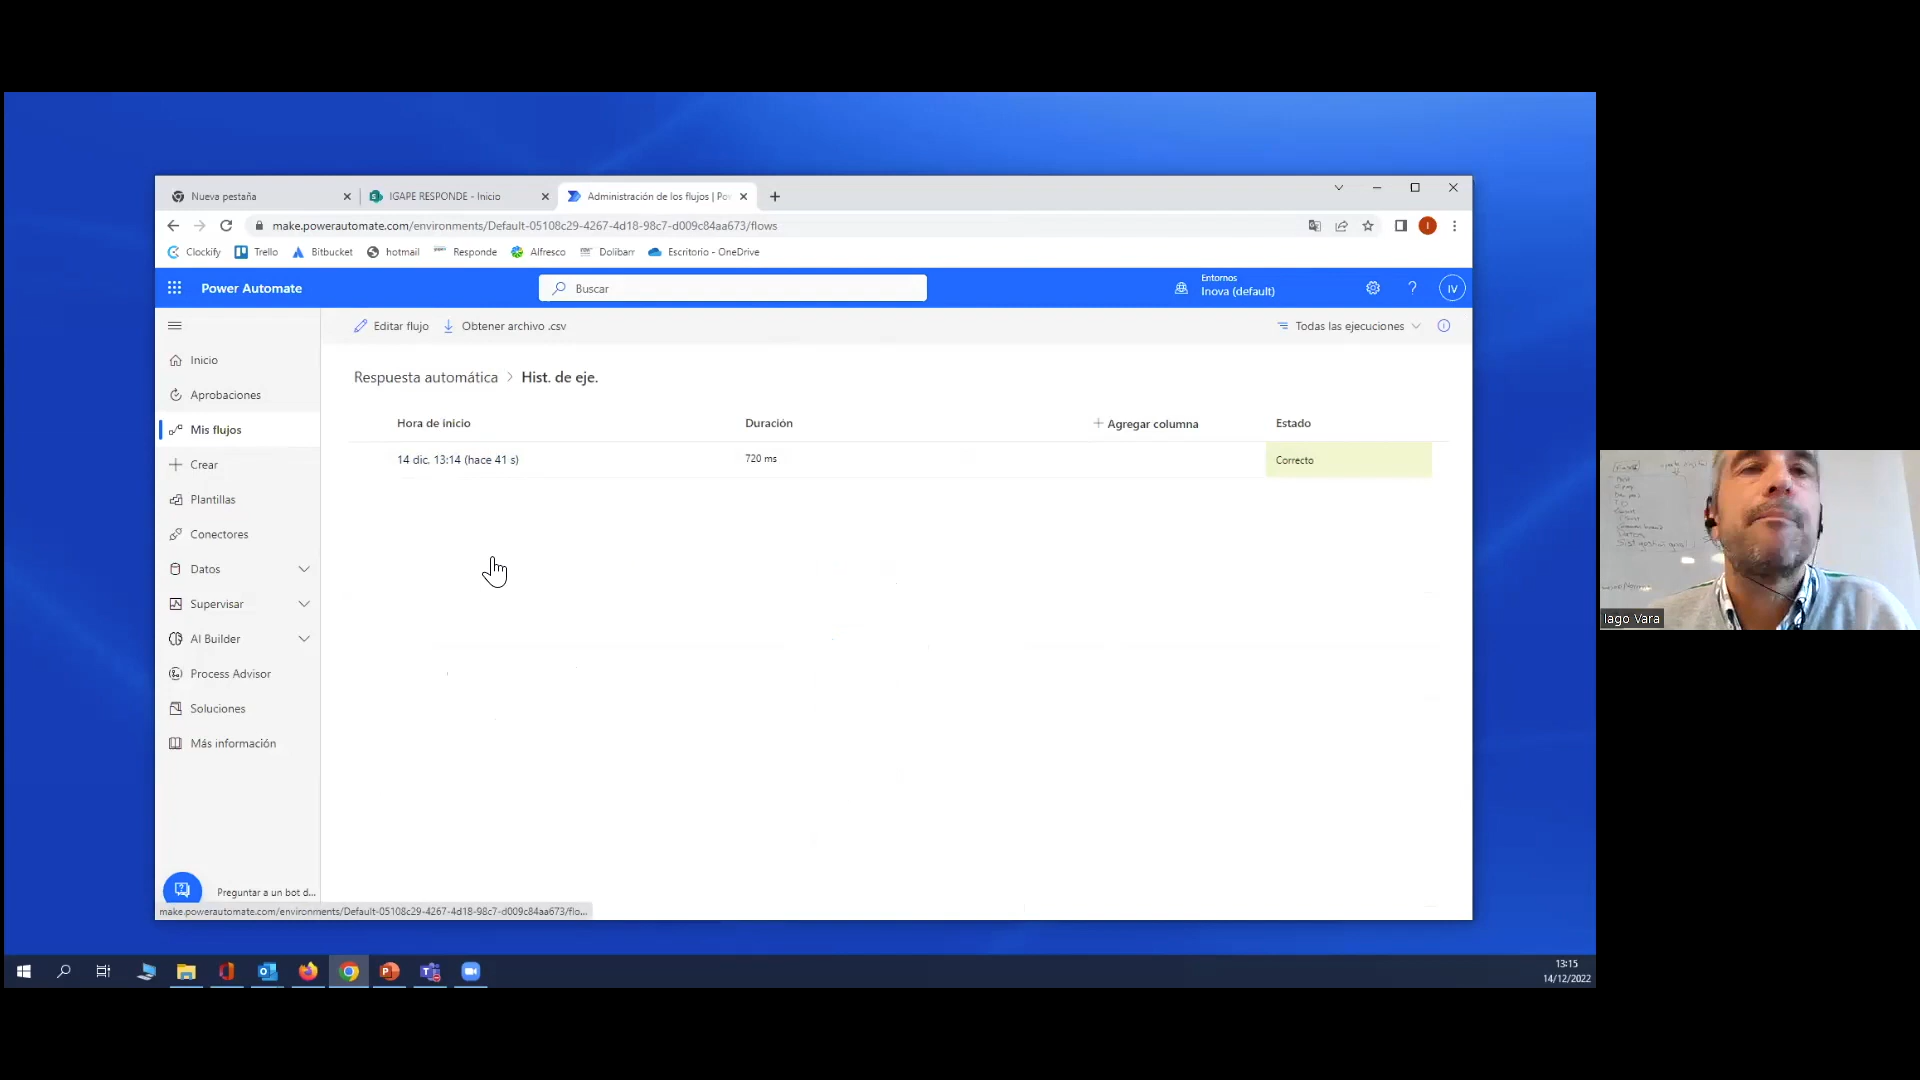 Nueva pestaña
IGAPE RESPONDE - Inicio
Administración de los flujos | Po
make.powerautomate.com/environments/Default-05108c29-4267-4d18-98c7-d009c84aa673/flows
I
Clockify
Trello
Bitbucket
hotmail
Responde
Alfresco
Dolibarr
Escritorio - OneDrive
Power Automate
Buscar
Entornos
Inova (default)
?
IV
Editar flujo
Obtener archivo .csv
Todas las ejecuciones
Inicio
Aprobaciones
Mis flujos
Crear
Plantillas
Conectores
Datos
Supervisar
AI Builder
Process Advisor
Soluciones
Más información
Respuesta automática > Hist. de eje.
Hora de inicio
Duración
Agregar columna
Estado
14 dic. 13:14 (hace 41 s)
720 ms
Correcto
Preguntar a un bot d...
make.powerautomate.com/environments/Default-05108c29-4267-4d18-98c7-d009c84aa673/flo...
13:15
14/12/2022
Iago Vara